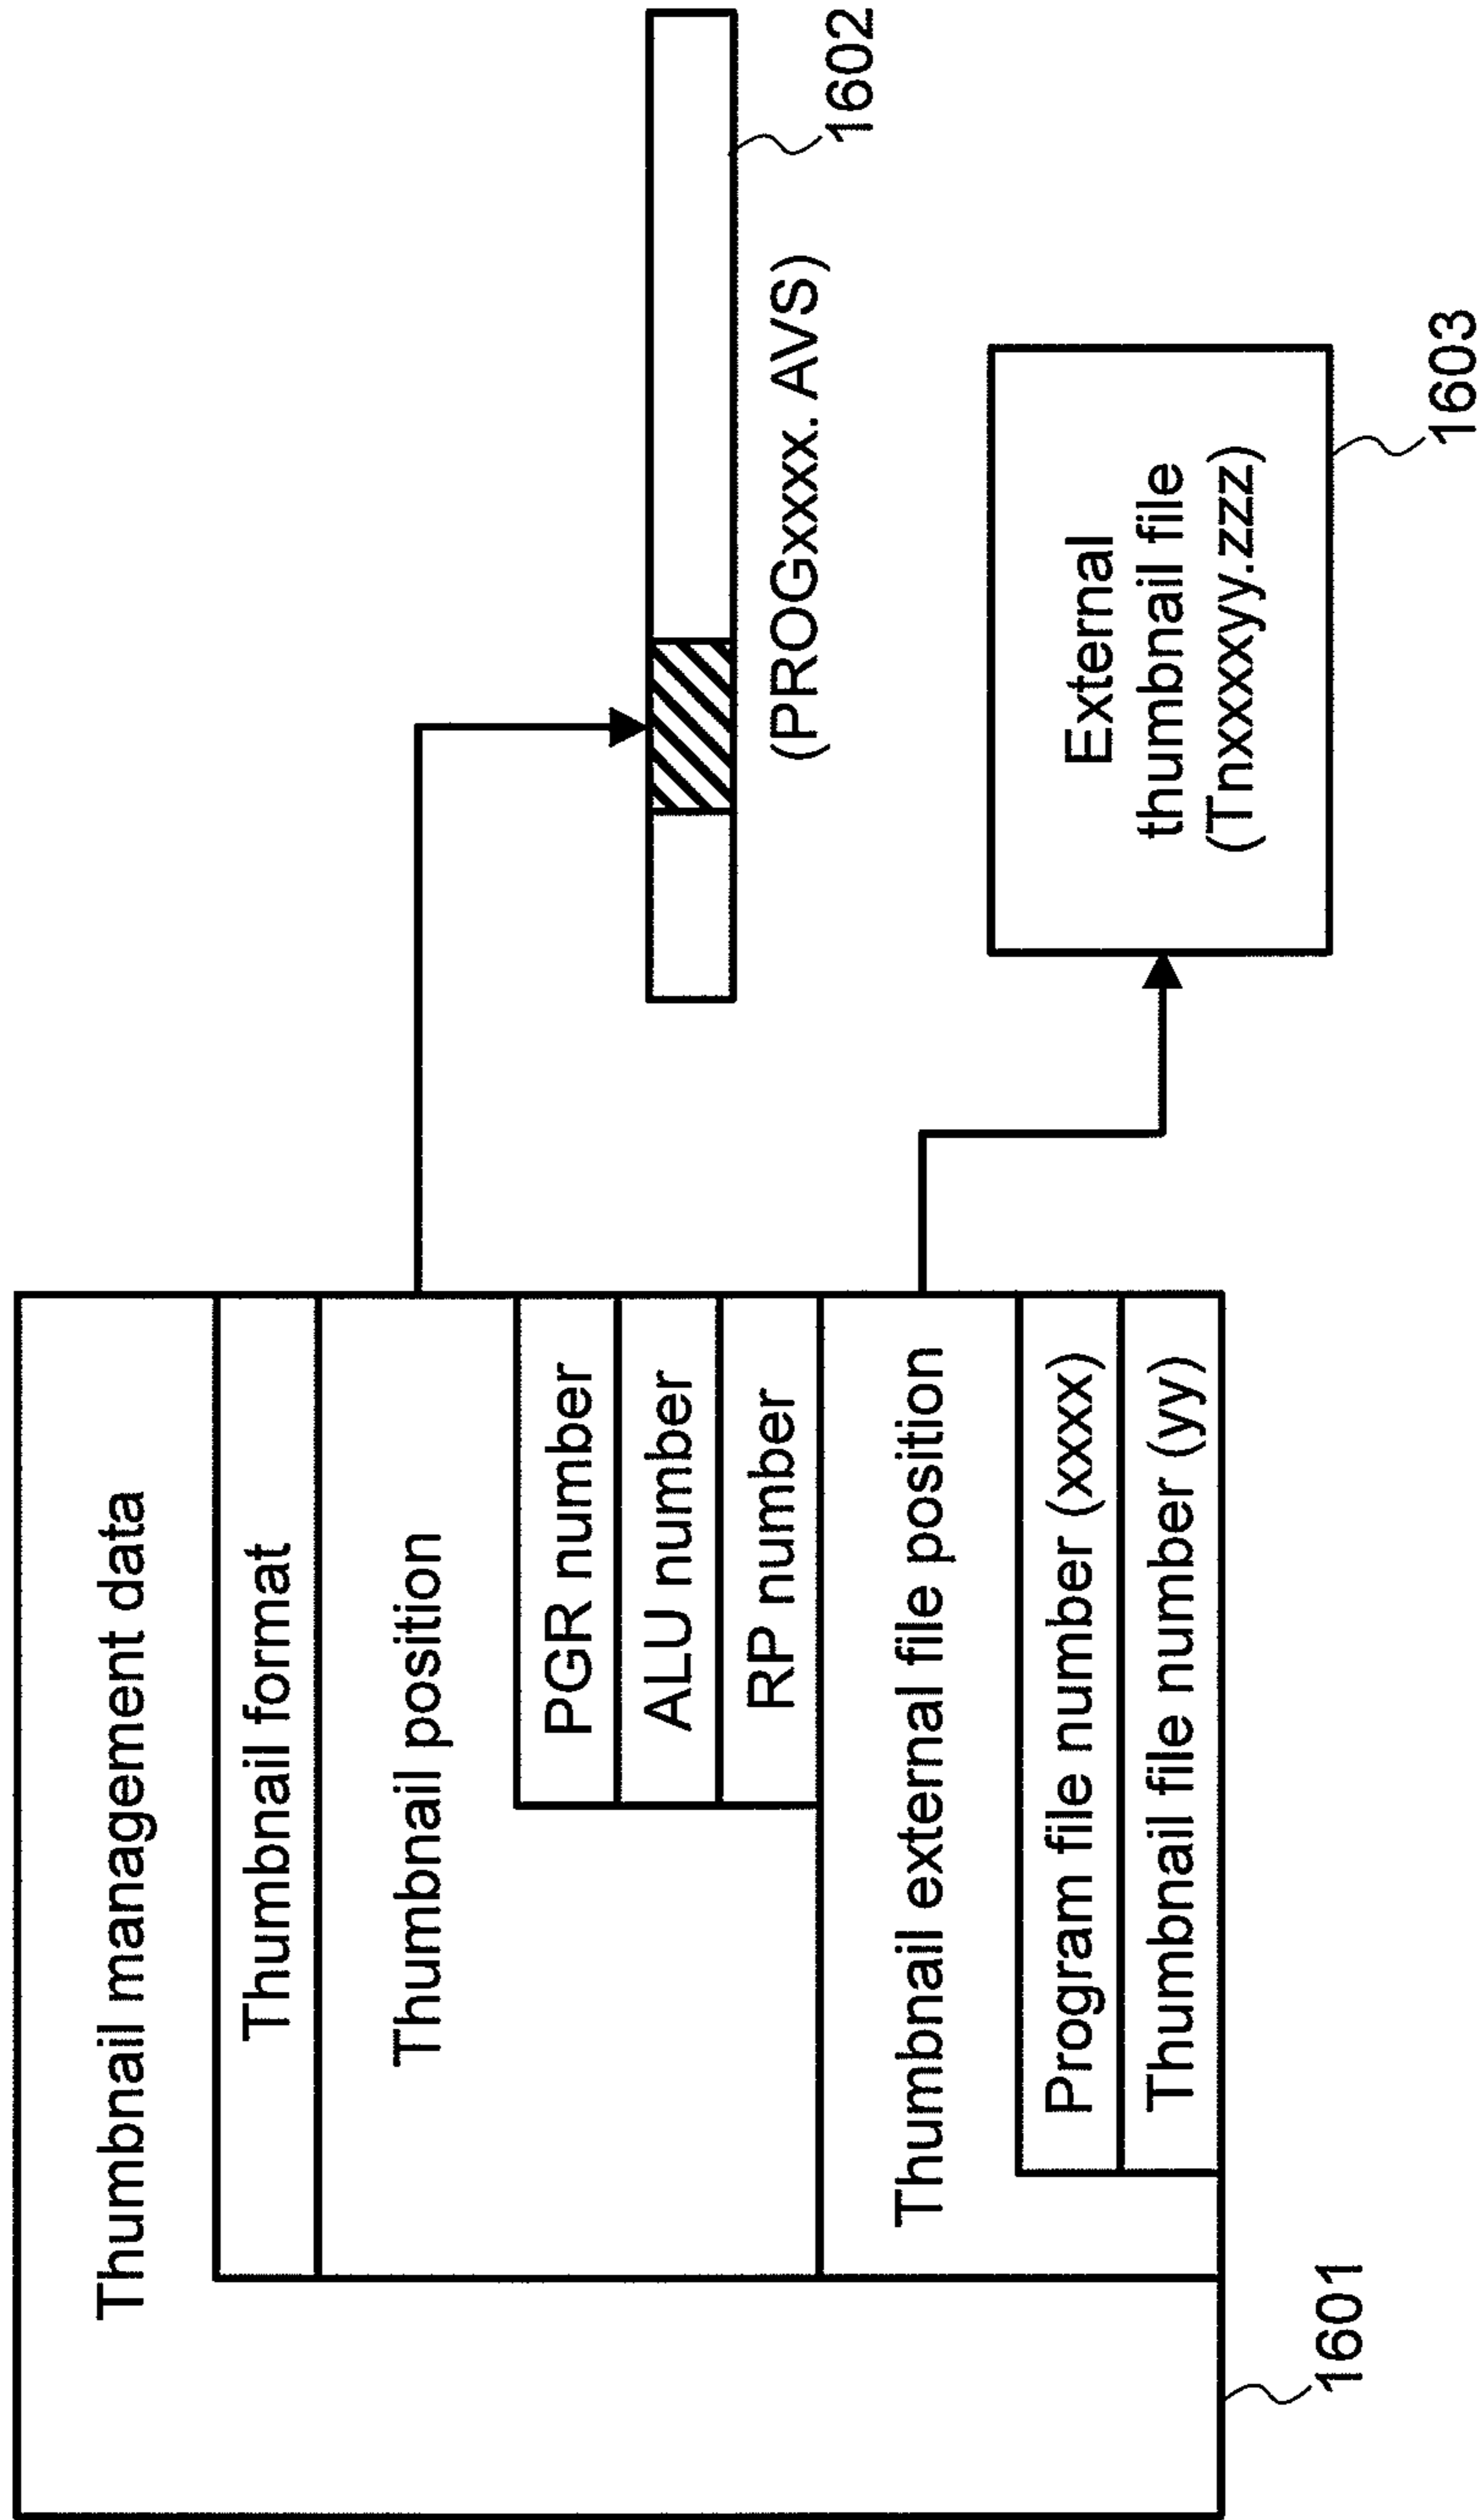 Thumbnail management data
Thumbnail format
Thumbnail position
PGR number
ALU number
RP number
Thumbnail external file position
Program file number (xxxx)
Thumbnail file number (yy)
1601
1602
(PROGxxxx. AVS)
External
thumbnail file
(Tnxxxxyy.zzz)
1603